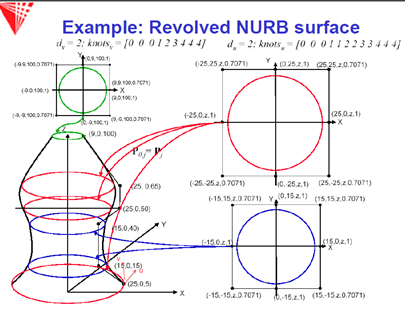 Example: Revolved NURB surface
dᵥ = 2; knotsᵥ = [0 0 0 1 2 3 4 4 4]
dᵤ = 2; knotsᵤ = [0 0 0 1 1 2 2 3 3 4 4 4]
Y
(0,9,100,1)
(-9,9,100,0.7071)
(9,9,100,0.7071)
(-9,0,100,1)
X
(9,0,100,1)
(-9,-9,100,0.7071)
(0,-9,100,1)
(9,-9,100,0.7071)
Z
(9,0,100)
P₀ⱼ = Pⱼ
(25,0,65)
(25,0,50)
(15,0,40)
Y
(15,0,15)
v
u
(25,0,5)
X
(-25,25,z,0.7071)
Y
(0,25,z,1)
(25,25,z,0.7071)
(-25,0,z,1)
(25,0,z,1)
X
(-25,-25,z,0.7071)
(0,-25,z,1)
(25,-25,z,0.7071)
(-15,15,z,0.7071)
Y
(0,15,z,1)
(15,15,z,0.7071)
(-15,0,z,1)
(15,0,z,1)
X
(-15,-15,z,0.7071)
(0,-15,z,1)
(15,-15,z,0.7071)